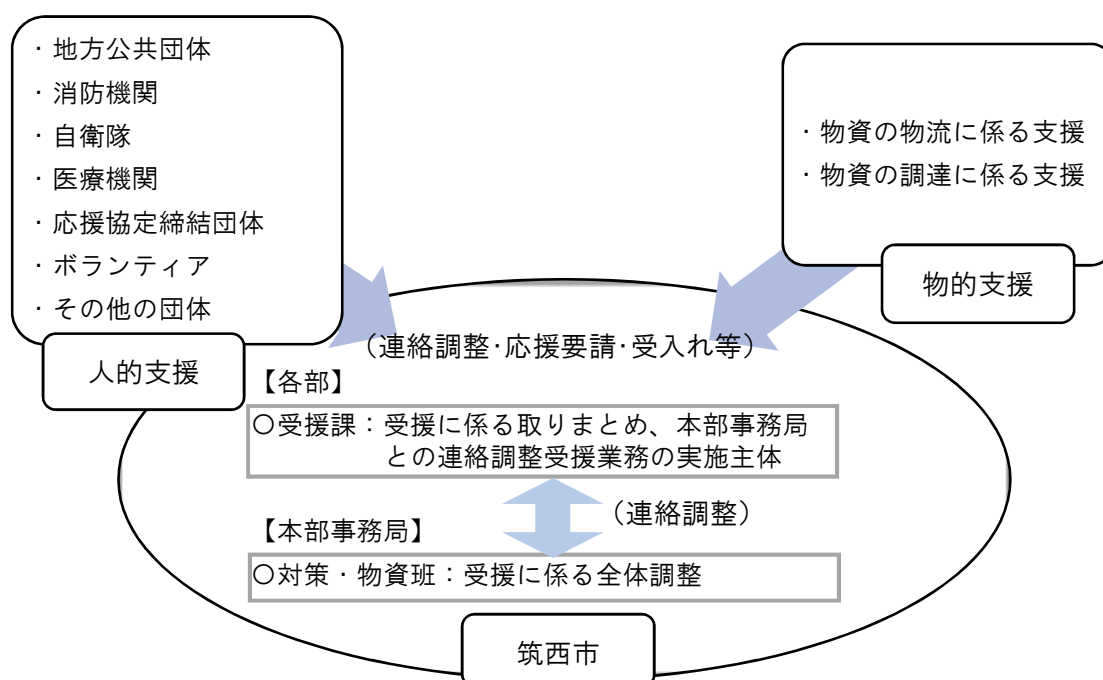 ・地方公共団体
・消防機関
・自衛隊
・医療機関
・応援協定締結団体
・ボランティア
・その他の団体
人的支援
・物資の物流に係る支援
・物資の調達に係る支援
物的支援
（連絡調整･応援要請･受入れ等）
【各部】
〇受援課：受援に係る取りまとめ、本部事務局
との連絡調整受援業務の実施主体
（連絡調整）
【本部事務局】
〇対策・物資班：受援に係る全体調整
筑西市